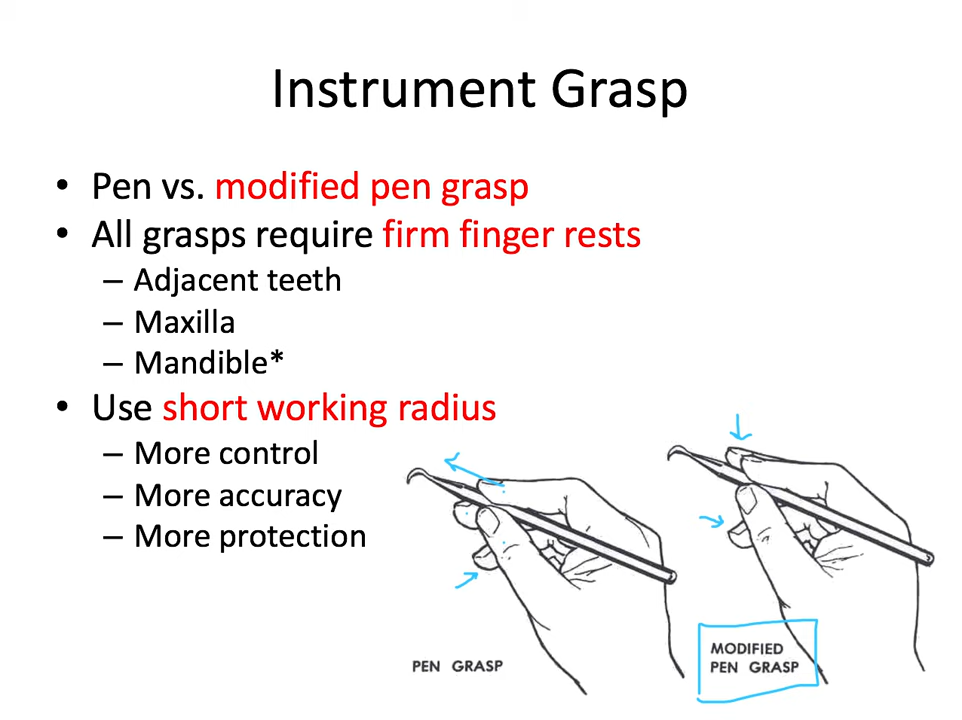 Instrument Grasp
• Pen vs. modified pen grasp
• All grasps require firm finger rests
– Adjacent teeth
– Maxilla
– Mandible*
• Use short working radius
– More control
– More accuracy
– More protection
PEN GRASP
MODIFIED
PEN GRASP